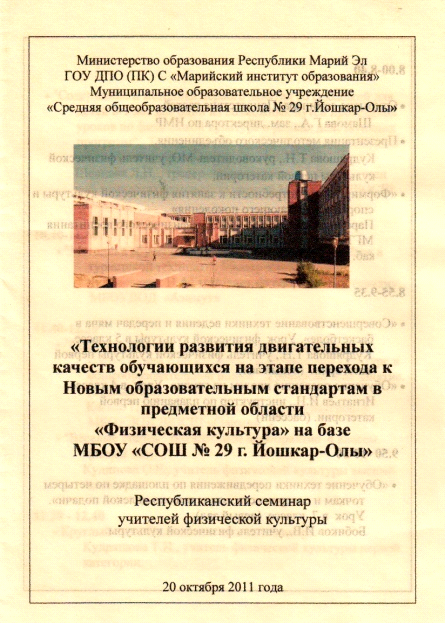 Министерство образования Республики Марий Эл
ГОУ ДПО (ПК) С «Марийский институт образования»
Муниципальное образовательное учреждение
«Средняя общеобразовательная школа № 29 г.Йошкар-Олы»
«Технологии развития двигательных
качеств обучающихся на этапе перехода к
Новым образовательным стандартам в
предметной области
«Физическая культура» на базе
МБОУ «СОШ № 29 г. Йошкар-Олы»
Республиканский семинар
учителей физической культуры
20 октября 2011 года